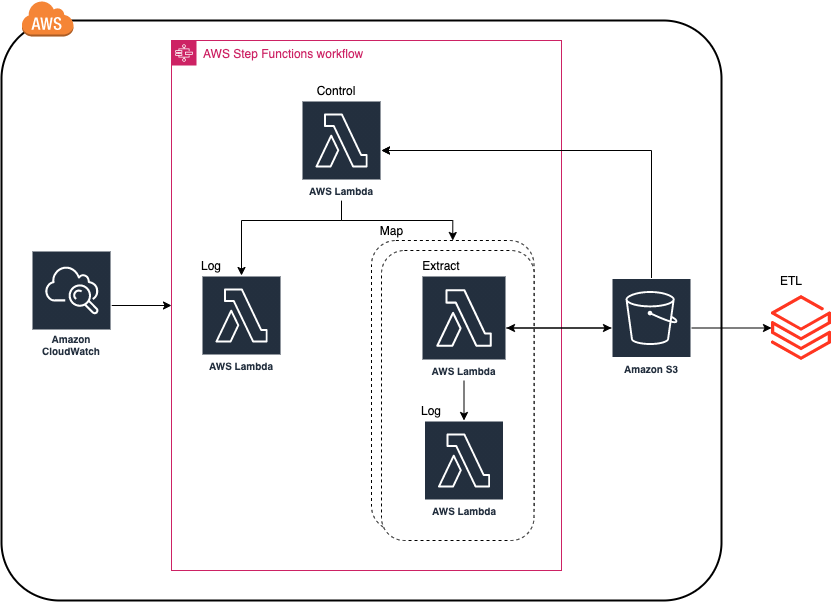 AWS
AWS Step Functions workflow
Control
AWS Lambda
Map
Log
Extract
ETL
Amazon
CloudWatch
AWS Lambda
AWS Lambda
Amazon S3
Log
AWS Lambda